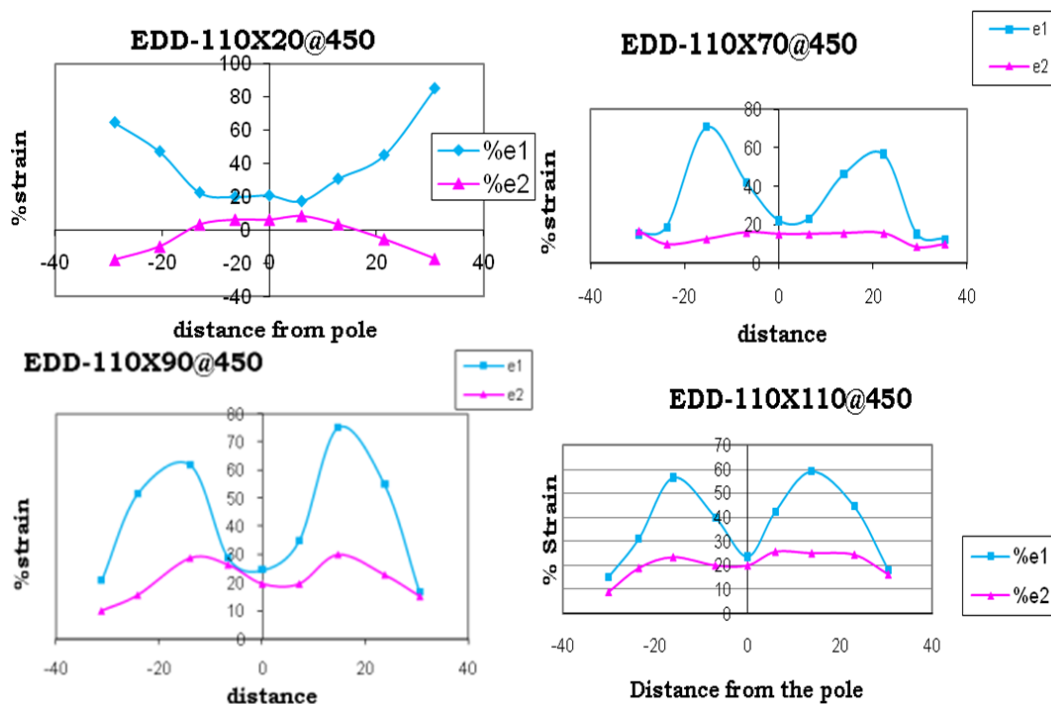 EDD-110X20@450
100
80
60
40
20
0
-20
-40
-40 -20 0 20 40
%strain
distance from pole
%e1
%e2
EDD-110X70@450
e1
e2
80
60
40
20
0
-40 -20 0 20 40
%strain
distance
EDD-110X90@450
e1
e2
80
70
60
50
40
30
20
10
0
-40 -20 0 20 40
%strain
distance
EDD-110X110@450
70
60
50
40
30
20
10
0
-40 -20 0 20 40
% Strain
Distance from the pole
%e1
%e2